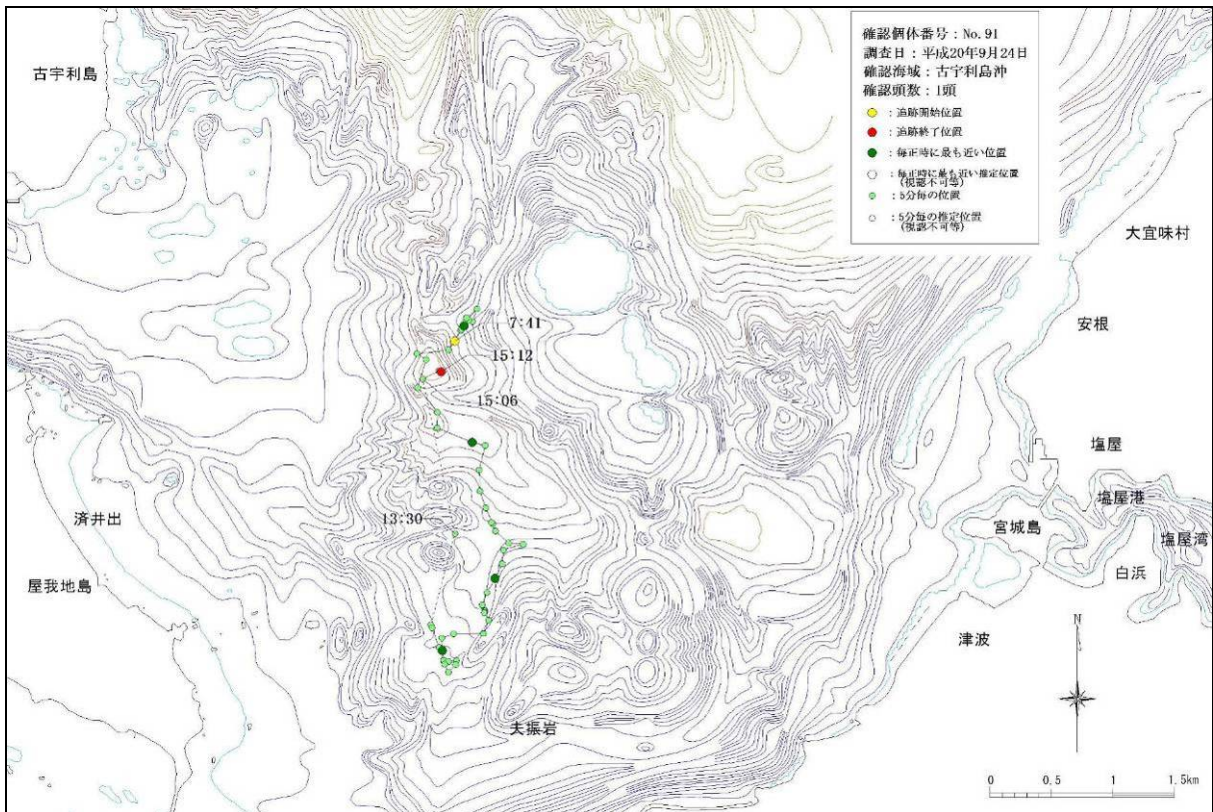 確認個体番号：No.91
調査日：平成20年9月24日
確認海域：古宇利島沖
確認頭数：1頭
：追跡開始位置
：追跡終了位置
：毎正時に最も近い位置
：毎正時に最も近い推定位置
(視認不可等)
：5分毎の位置
：5分毎の推定位置
(視認不可等)
古宇利島
大宜味村
安根
7:41
15:12
15:06
塩屋
塩屋港
宮城島
塩屋湾
白浜
済井出
13:30
屋我地島
津波
夫振岩
N
0 0.5 1 1.5km